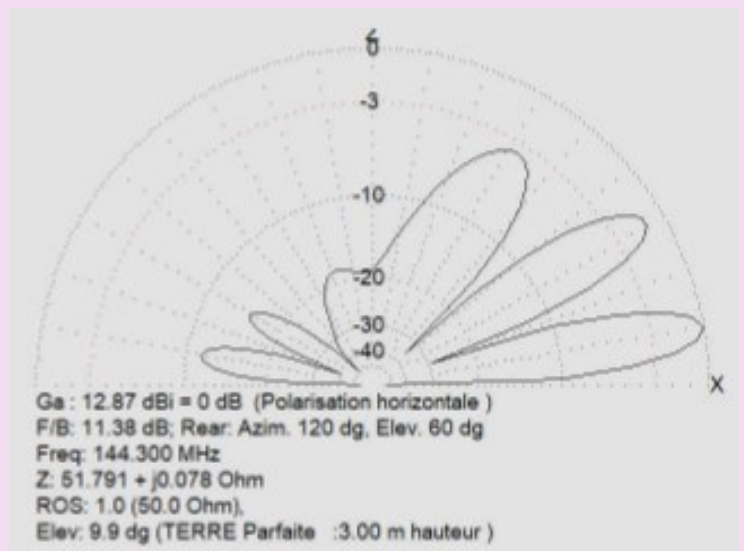 0
-3
-10
-20
-30
-40
X
Ga : 12.87 dBi = 0 dB (Polarisation horizontale )
F/B: 11.38 dB; Rear: Azim. 120 dg, Elev. 60 dg
Freq: 144.300 MHz
Z: 51.791 + j0.078 Ohm
ROS: 1.0 (50.0 Ohm),
Elev: 9.9 dg (TERRE Parfaite :3.00 m hauteur )